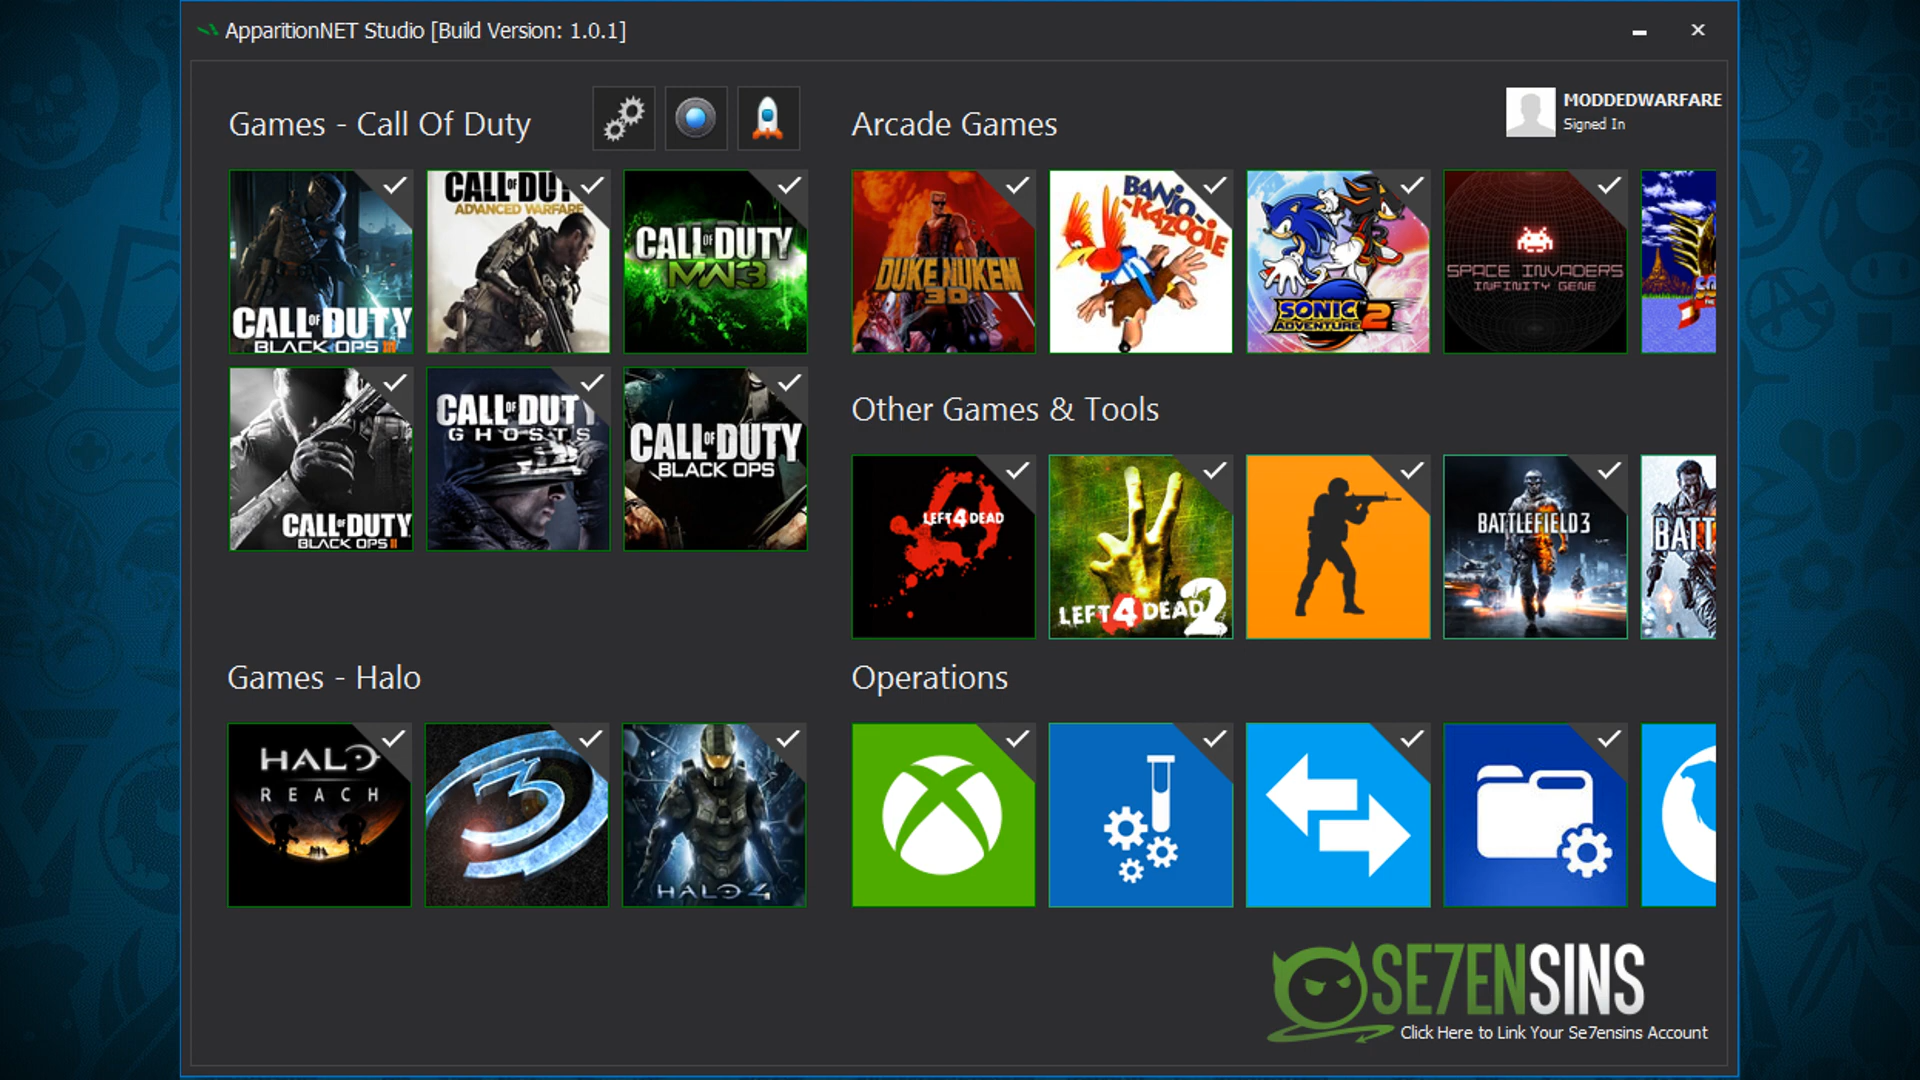 ApparitionNET Studio [Build Version: 1.0.1]
Games - Call Of Duty
Arcade Games
MODDEDWARFARE
Signed In
CALL OF DUTY
BLACK OPS III
CALL OF DUTY
ADVANCED WARFARE
CALL OF DUTY
MW3
DUKE NUKEM
3D
BANJO
-KAZOOIE
SONIC
ADVENTURE 2
SPACE INVADERS
INFINITY GENE
CALL OF DUTY
BLACK OPS II
CALL OF DUTY
GHOSTS
CALL OF DUTY
BLACK OPS
Other Games & Tools
LEFT 4 DEAD
LEFT 4 DEAD 2
BATTLEFIELD 3
BATT
Games - Halo
Operations
HALO
REACH
3
HALO 4
SE7ENSINS
Click Here to Link Your Se7ensins Account